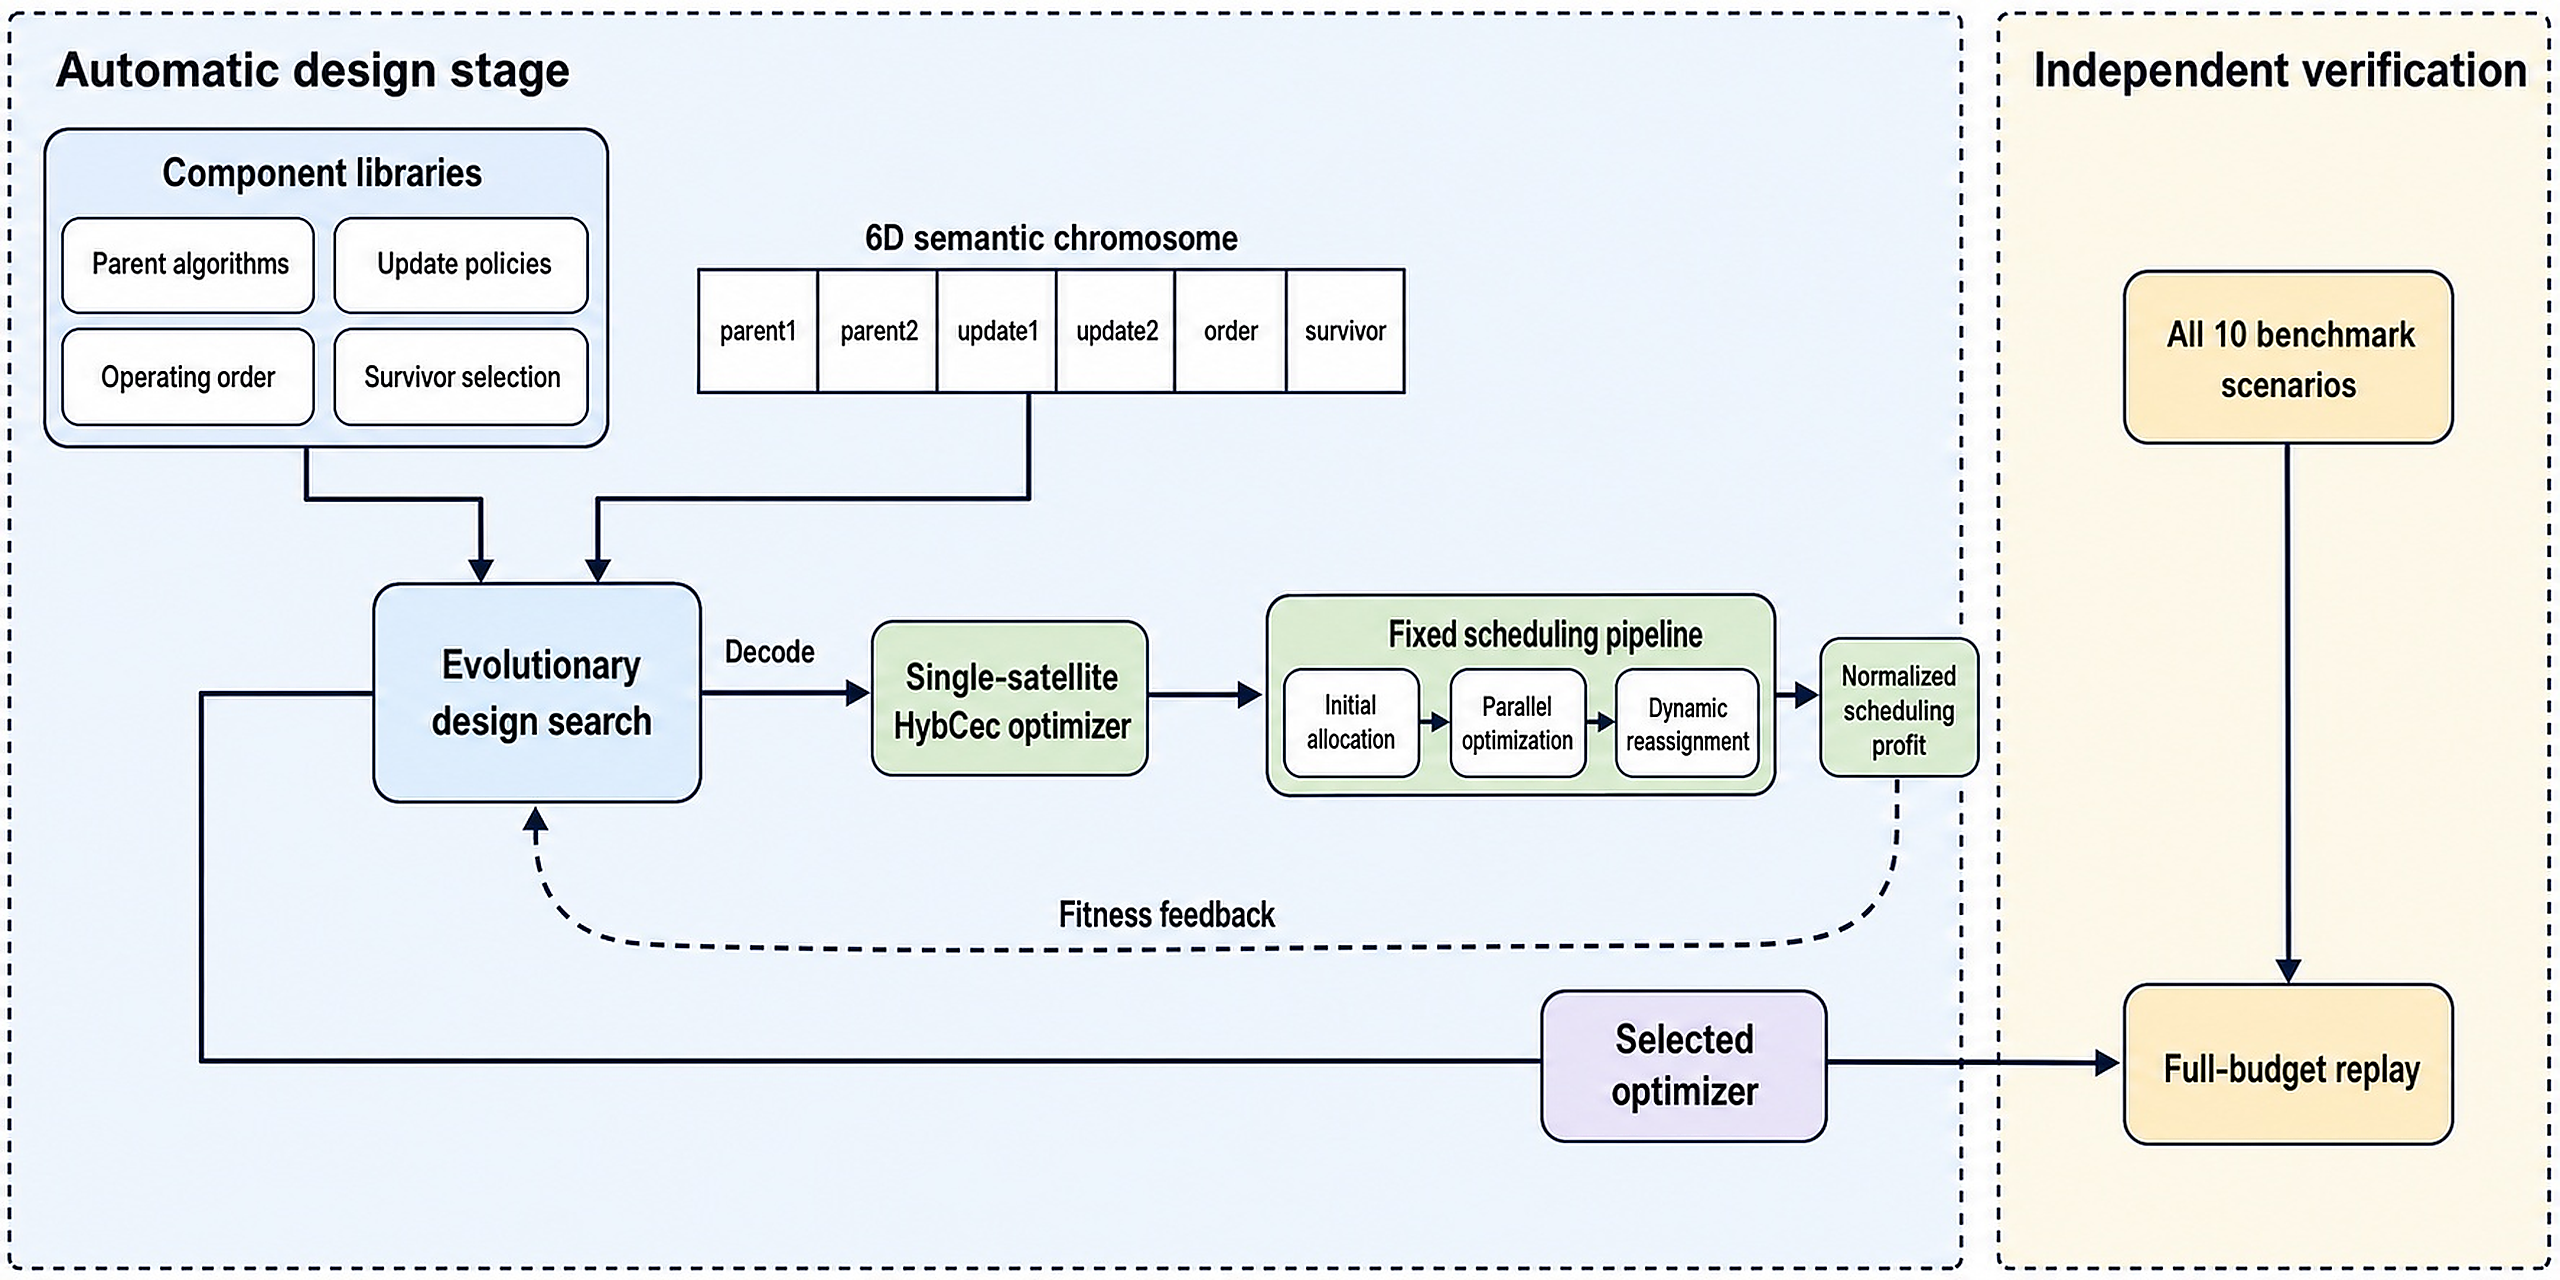 Automatic design stage
Independent verification
Component libraries
Parent algorithms
Update policies
Operating order
Survivor selection
6D semantic chromosome
parent1
parent2
update1
update2
order
survivor
All 10 benchmark
scenarios
Evolutionary
design search
Decode
Single-satellite
HybCec optimizer
Fixed scheduling pipeline
Initial
allocation
Parallel
optimization
Dynamic
reassignment
Normalized
scheduling
profit
Fitness feedback
Selected
optimizer
Full-budget replay